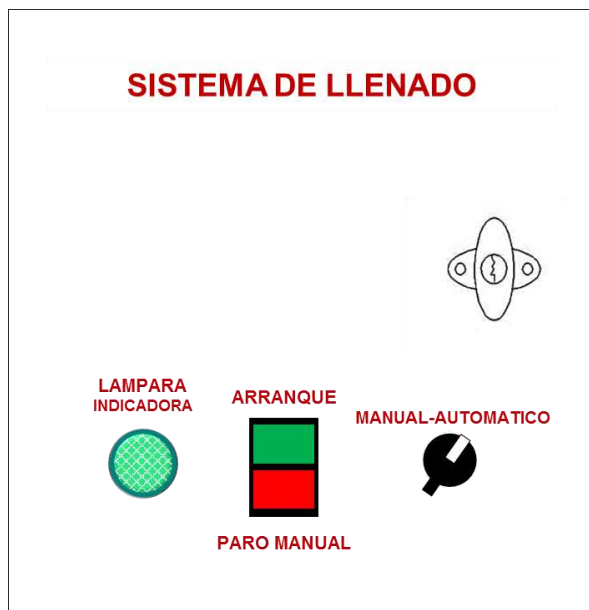 SISTEMA DE LLENADO
LAMPARA
INDICADORA
ARRANQUE
MANUAL-AUTOMATICO
PARO MANUAL